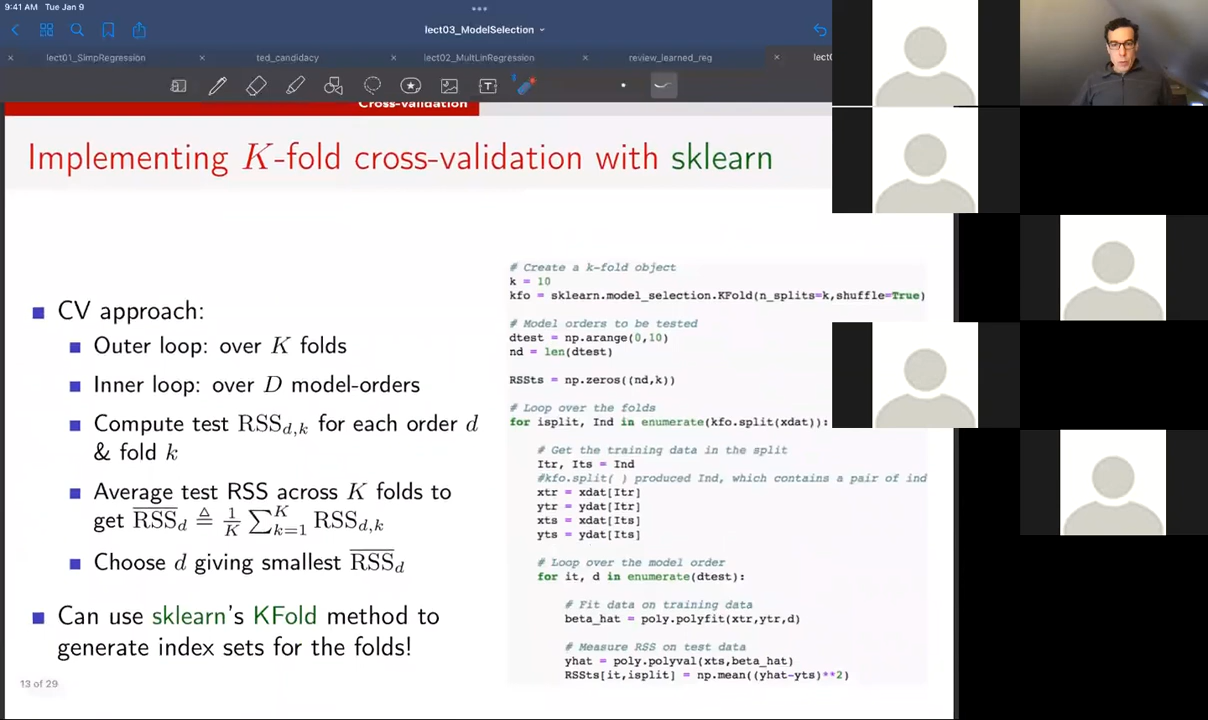 9:41 AM Tue Jan 9
lect03_ModelSelection
lect01_SimpRegression
ted_candidacy
lect02_MultLinRegression
review_learned_reg
lect0
Cross-validation
Implementing K-fold cross-validation with sklearn
CV approach:
Outer loop: over K folds
Inner loop: over D model-orders
Compute test RSS_{d,k} for each order d
& fold k
Average test RSS across K folds to
get \overline{RSS}_d ≜ \frac{1}{K} \sum_{k=1}^{K} RSS_{d,k}
Choose d giving smallest \overline{RSS}_d
Can use sklearn's KFold method to
generate index sets for the folds!
13 of 29
# Create a k-fold object
k = 10
kfo = sklearn.model_selection.KFold(n_splits=k,shuffle=True)
# Model orders to be tested
dtest = np.arange(0,10)
nd = len(dtest)
RSSts = np.zeros((nd,k))
# Loop over the folds
for isplit, Ind in enumerate(kfo.split(xdat)):
# Get the training data in the split
Itr, Its = Ind
#kfo.split( ) produced Ind, which contains a pair of ind
xtr = xdat[Itr]
ytr = ydat[Itr]
xts = xdat[Its]
yts = ydat[Its]
# Loop over the model order
for it, d in enumerate(dtest):
# Fit data on training data
beta_hat = poly.polyfit(xtr,ytr,d)
# Measure RSS on test data
yhat = poly.polyval(xts,beta_hat)
RSSts[it,isplit] = np.mean((yhat-yts)**2)